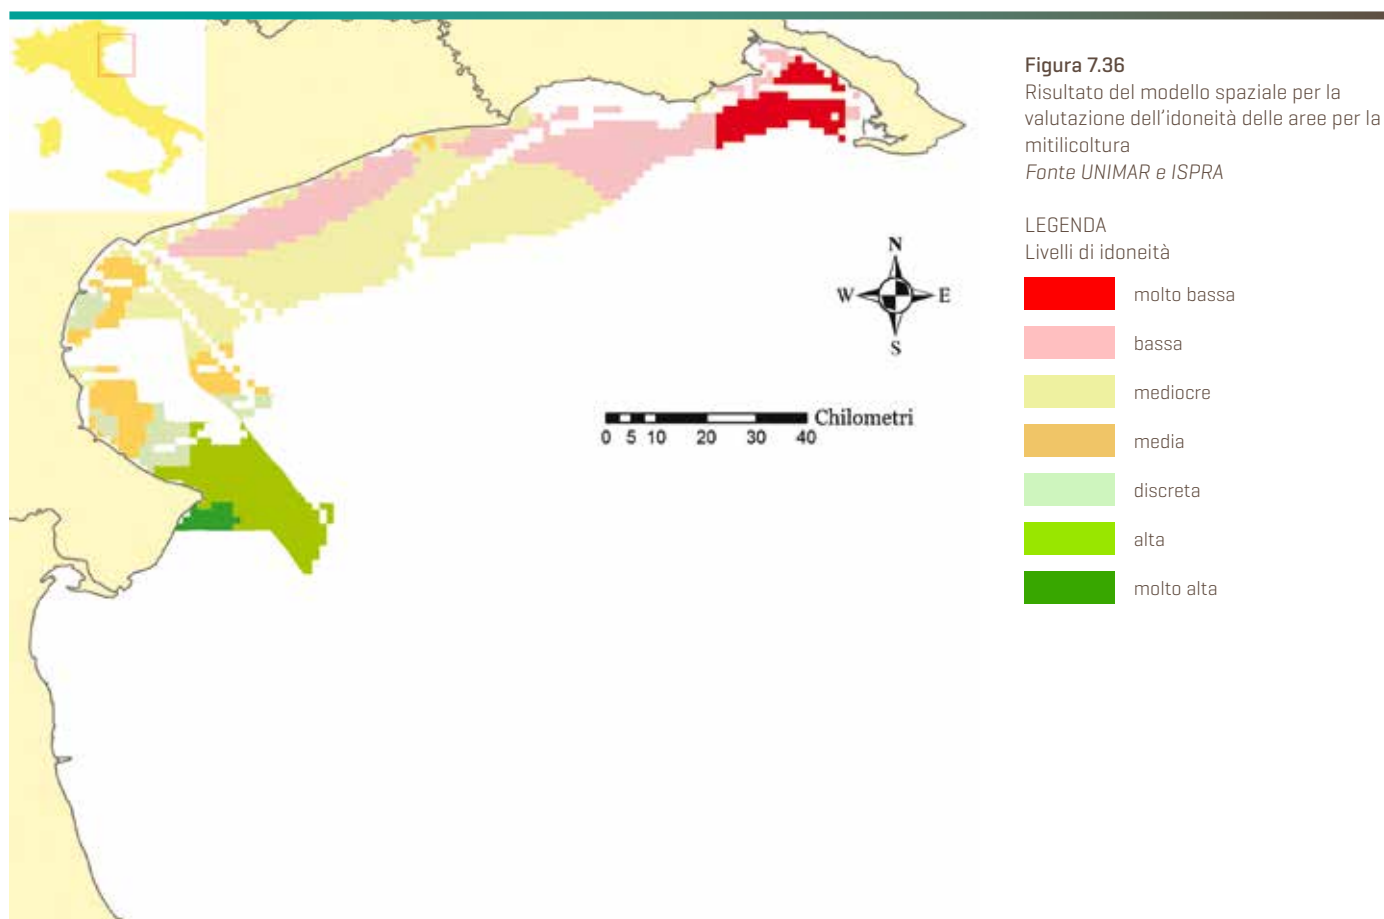 Figura 7.36
Risultato del modello spaziale per la
valutazione dell'idoneità delle aree per la
mitilicoltura
Fonte UNIMAR e ISPRA
LEGENDA
Livelli di idoneità
molto bassa
bassa
mediocre
media
discreta
alta
molto alta
N
W E
S
Chilometri
0 5 10 20 30 40